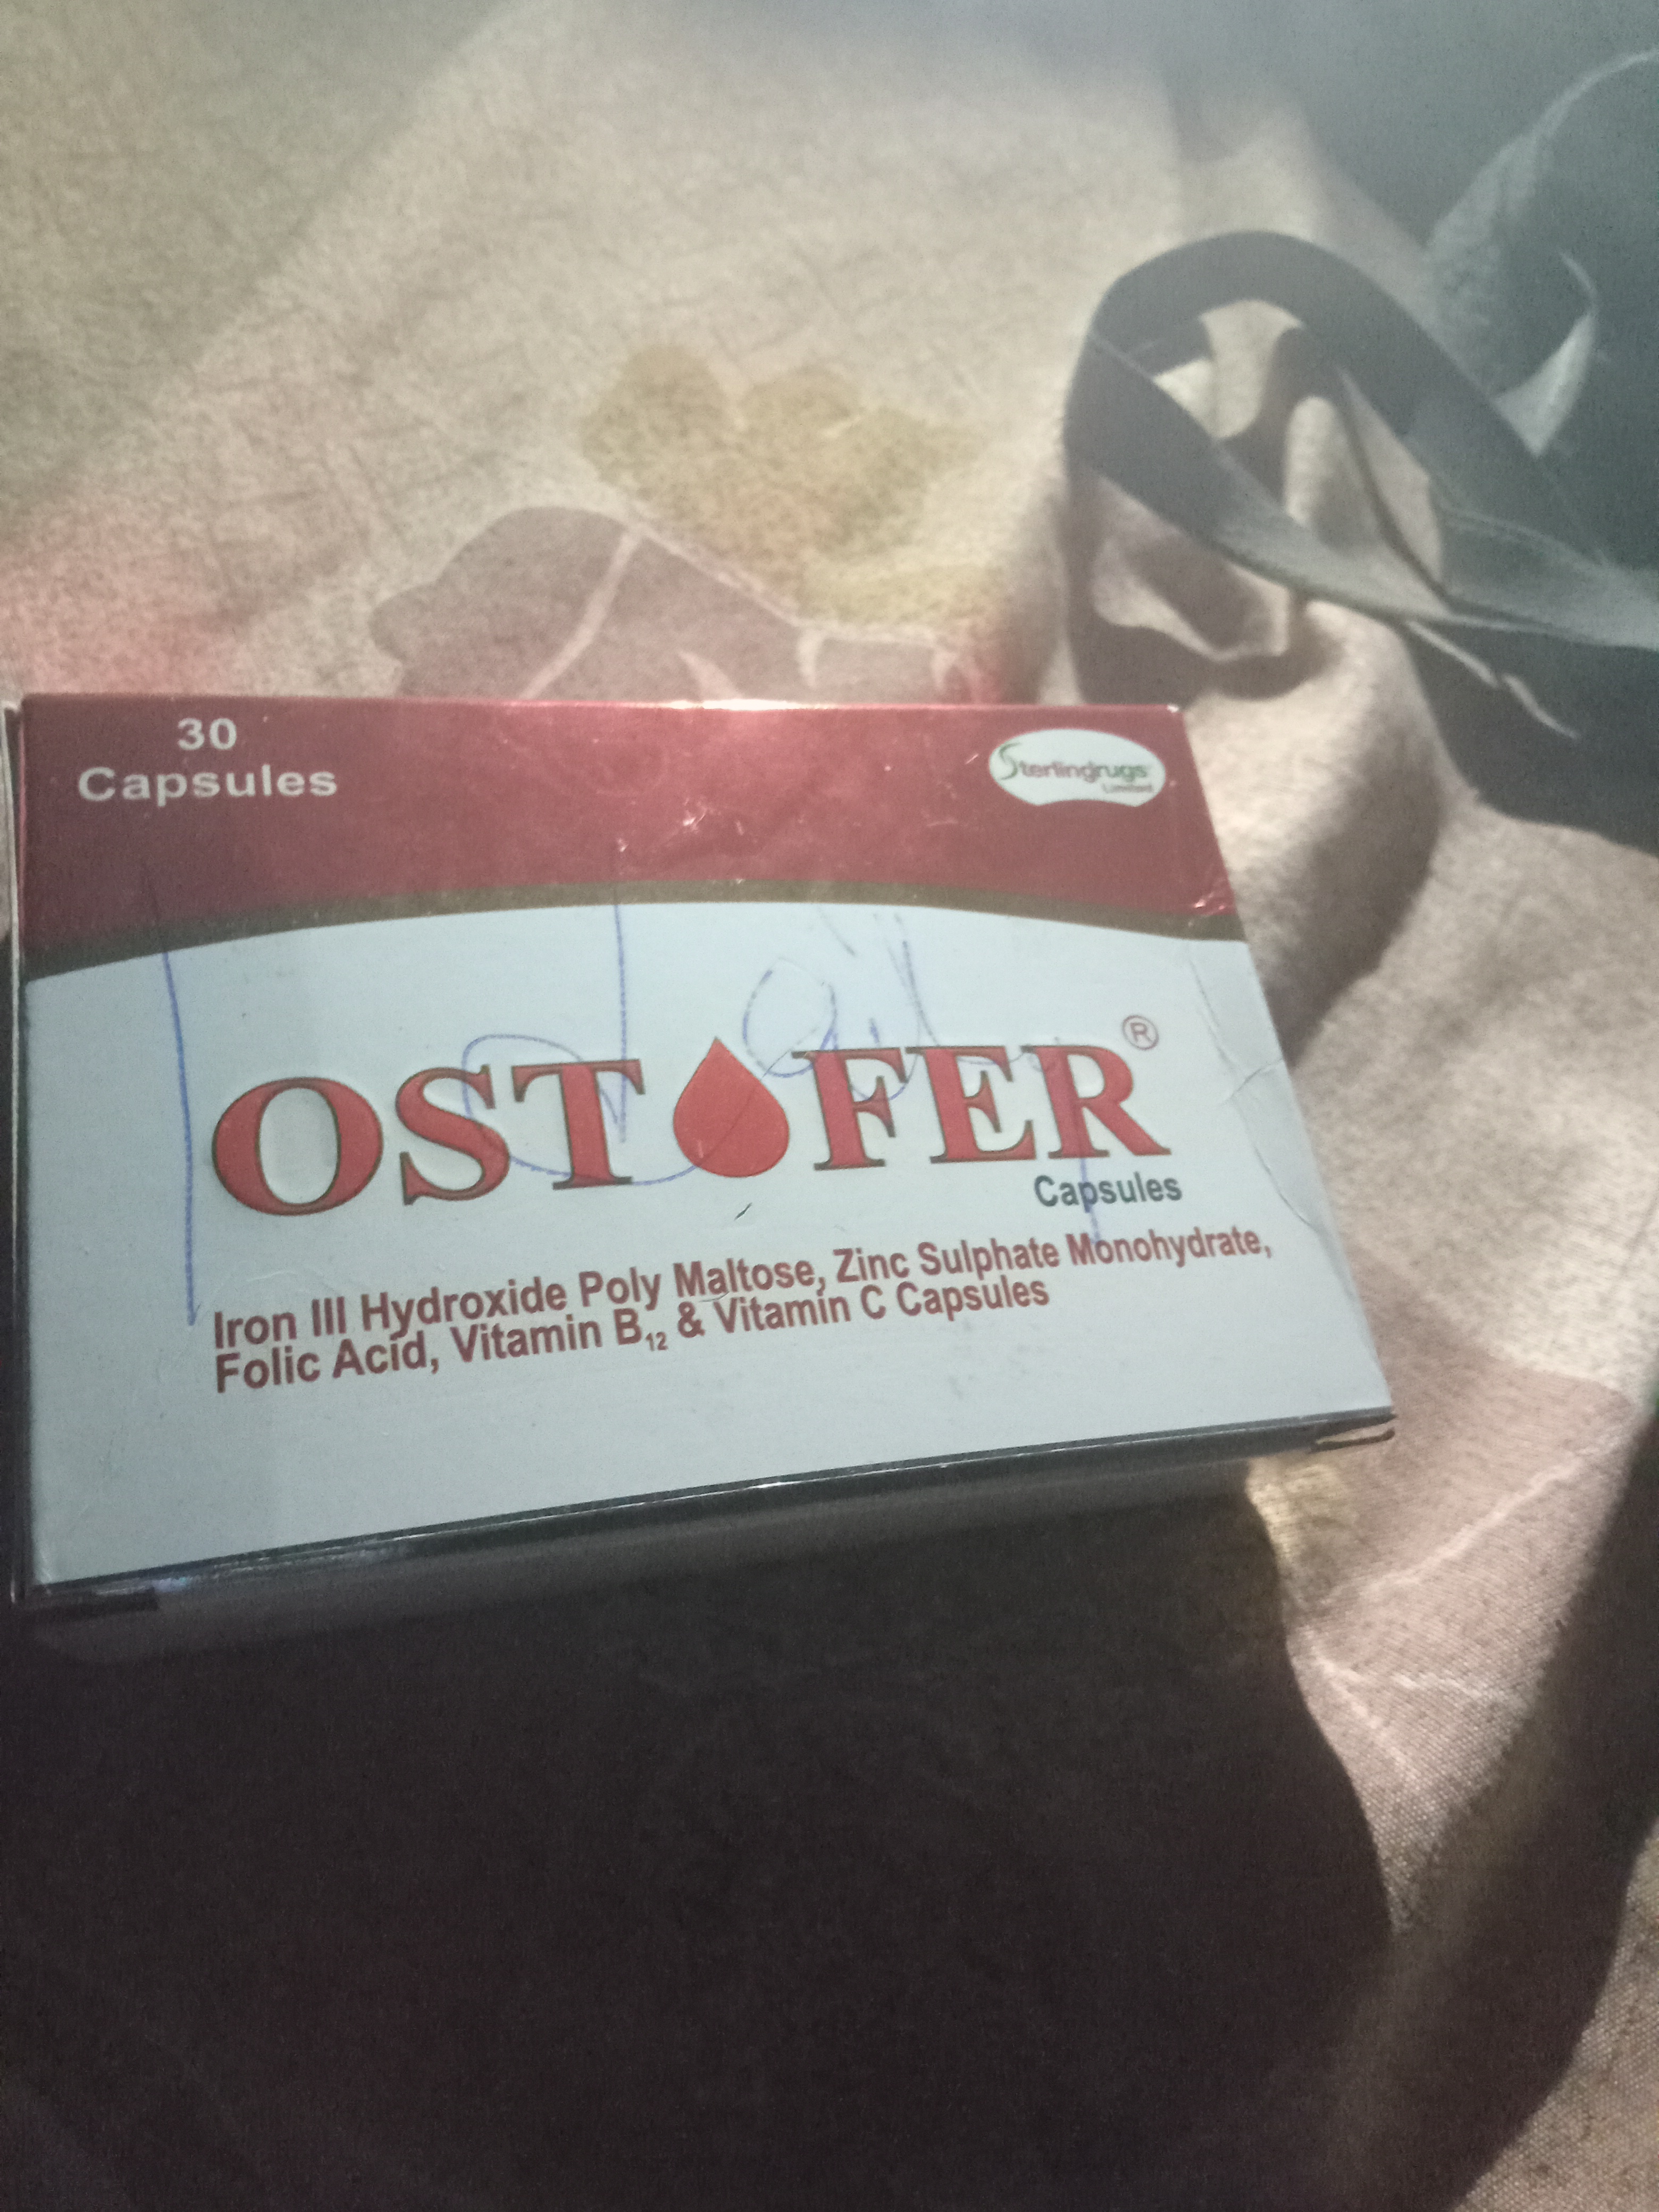 30
Capsules
Sterlingdrugs
Limited
OSTOFER®
Capsules
Iron III Hydroxide Poly Maltose, Zinc Sulphate Monohydrate,
Folic Acid, Vitamin B₁₂ & Vitamin C Capsules